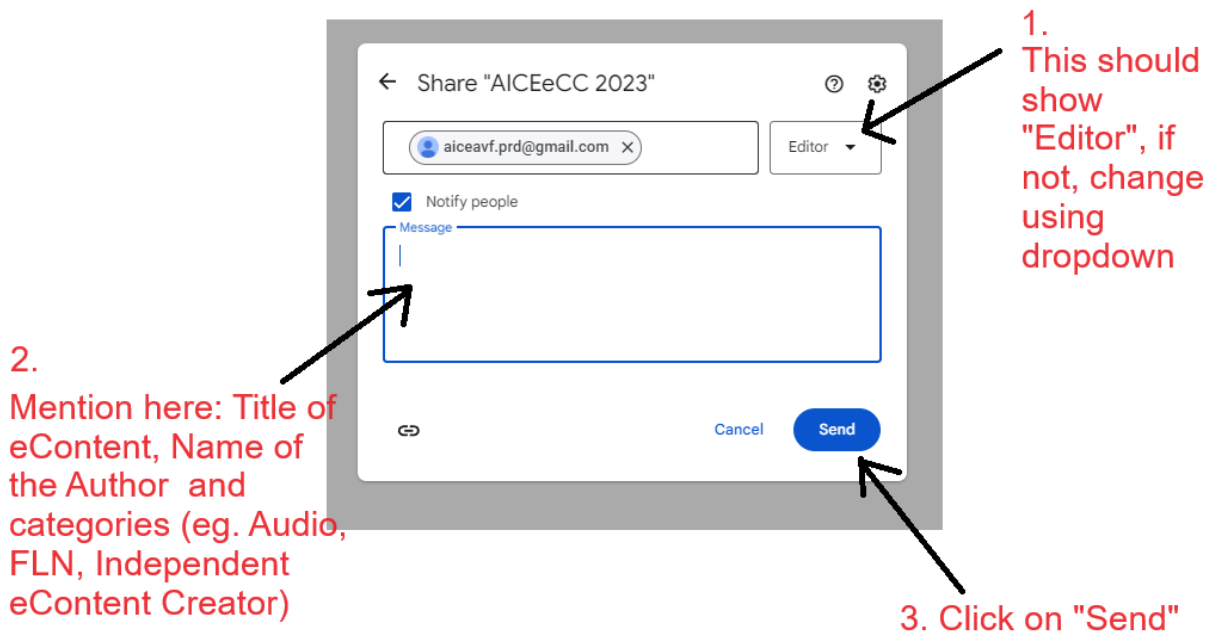 1.
This should
show
"Editor", if
not, change
using
dropdown
Share "AICEeCC 2023"
aiceavf.prd@gmail.com
Editor
Notify people
Message
2.
Mention here: Title of
eContent, Name of
the Author and
categories (eg. Audio,
FLN, Independent
eContent Creator)
Cancel
Send
3. Click on "Send"